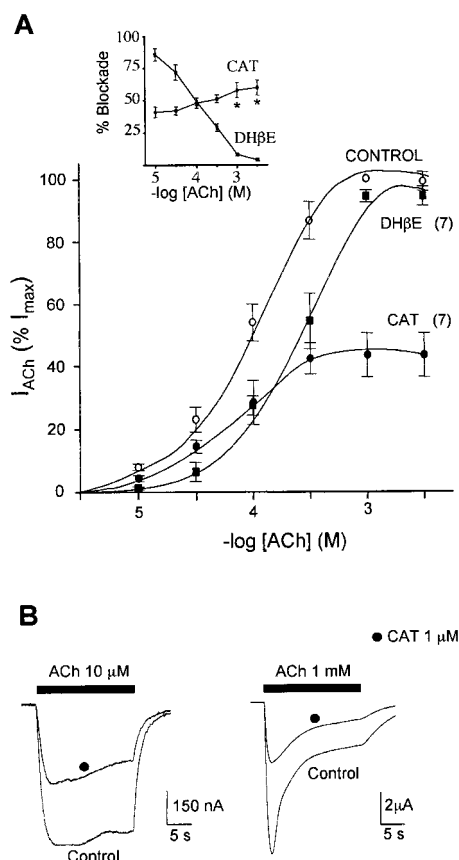 A
100
75
50
25
% Blockade
CAT
DHβE
* *
5 4 3
-log [ACh] (M)
100
80
60
40
20
0
I_ACh (% I_max)
CONTROL
DHβE (7)
CAT (7)
5 4 3
-log [ACh] (M)
B
● CAT 1 μM
ACh 10 μM
ACh 1 mM
Control
150 nA
5 s
Control
2μA
5 s